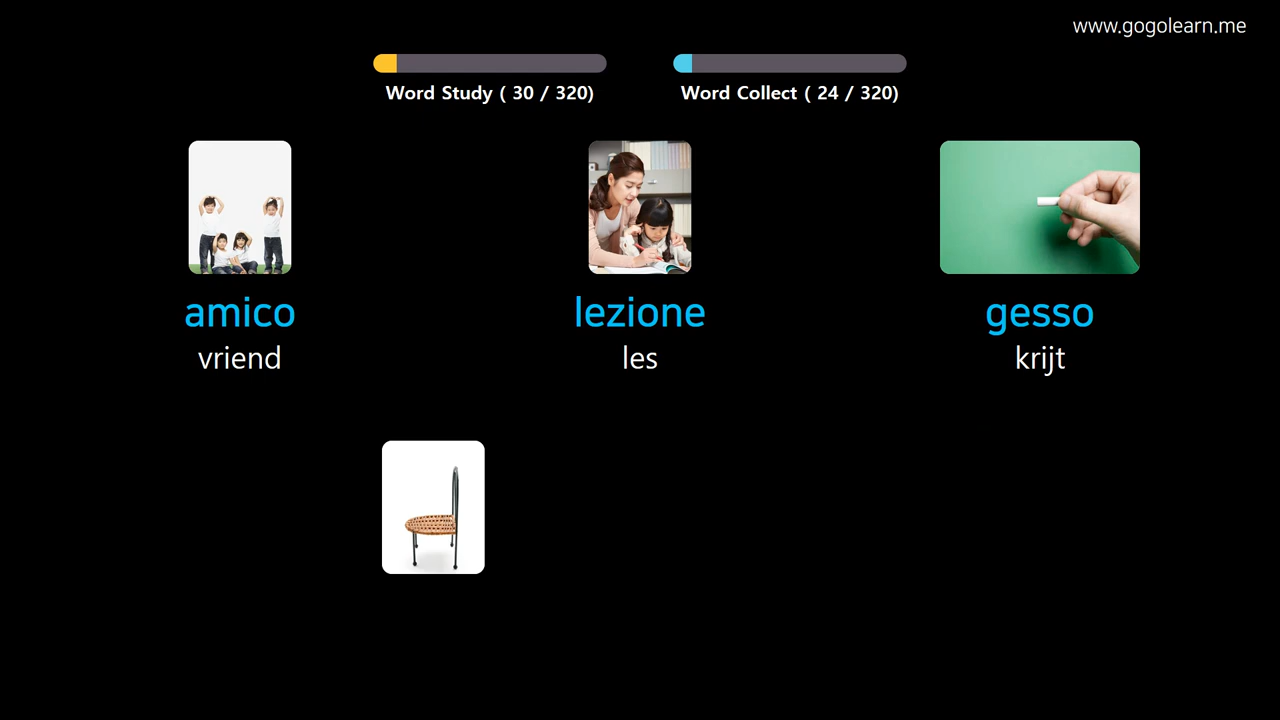 www.gogolearn.me
Word Study ( 30 / 320)
Word Collect ( 24 / 320)
amico
vriend
lezione
les
gesso
krijt